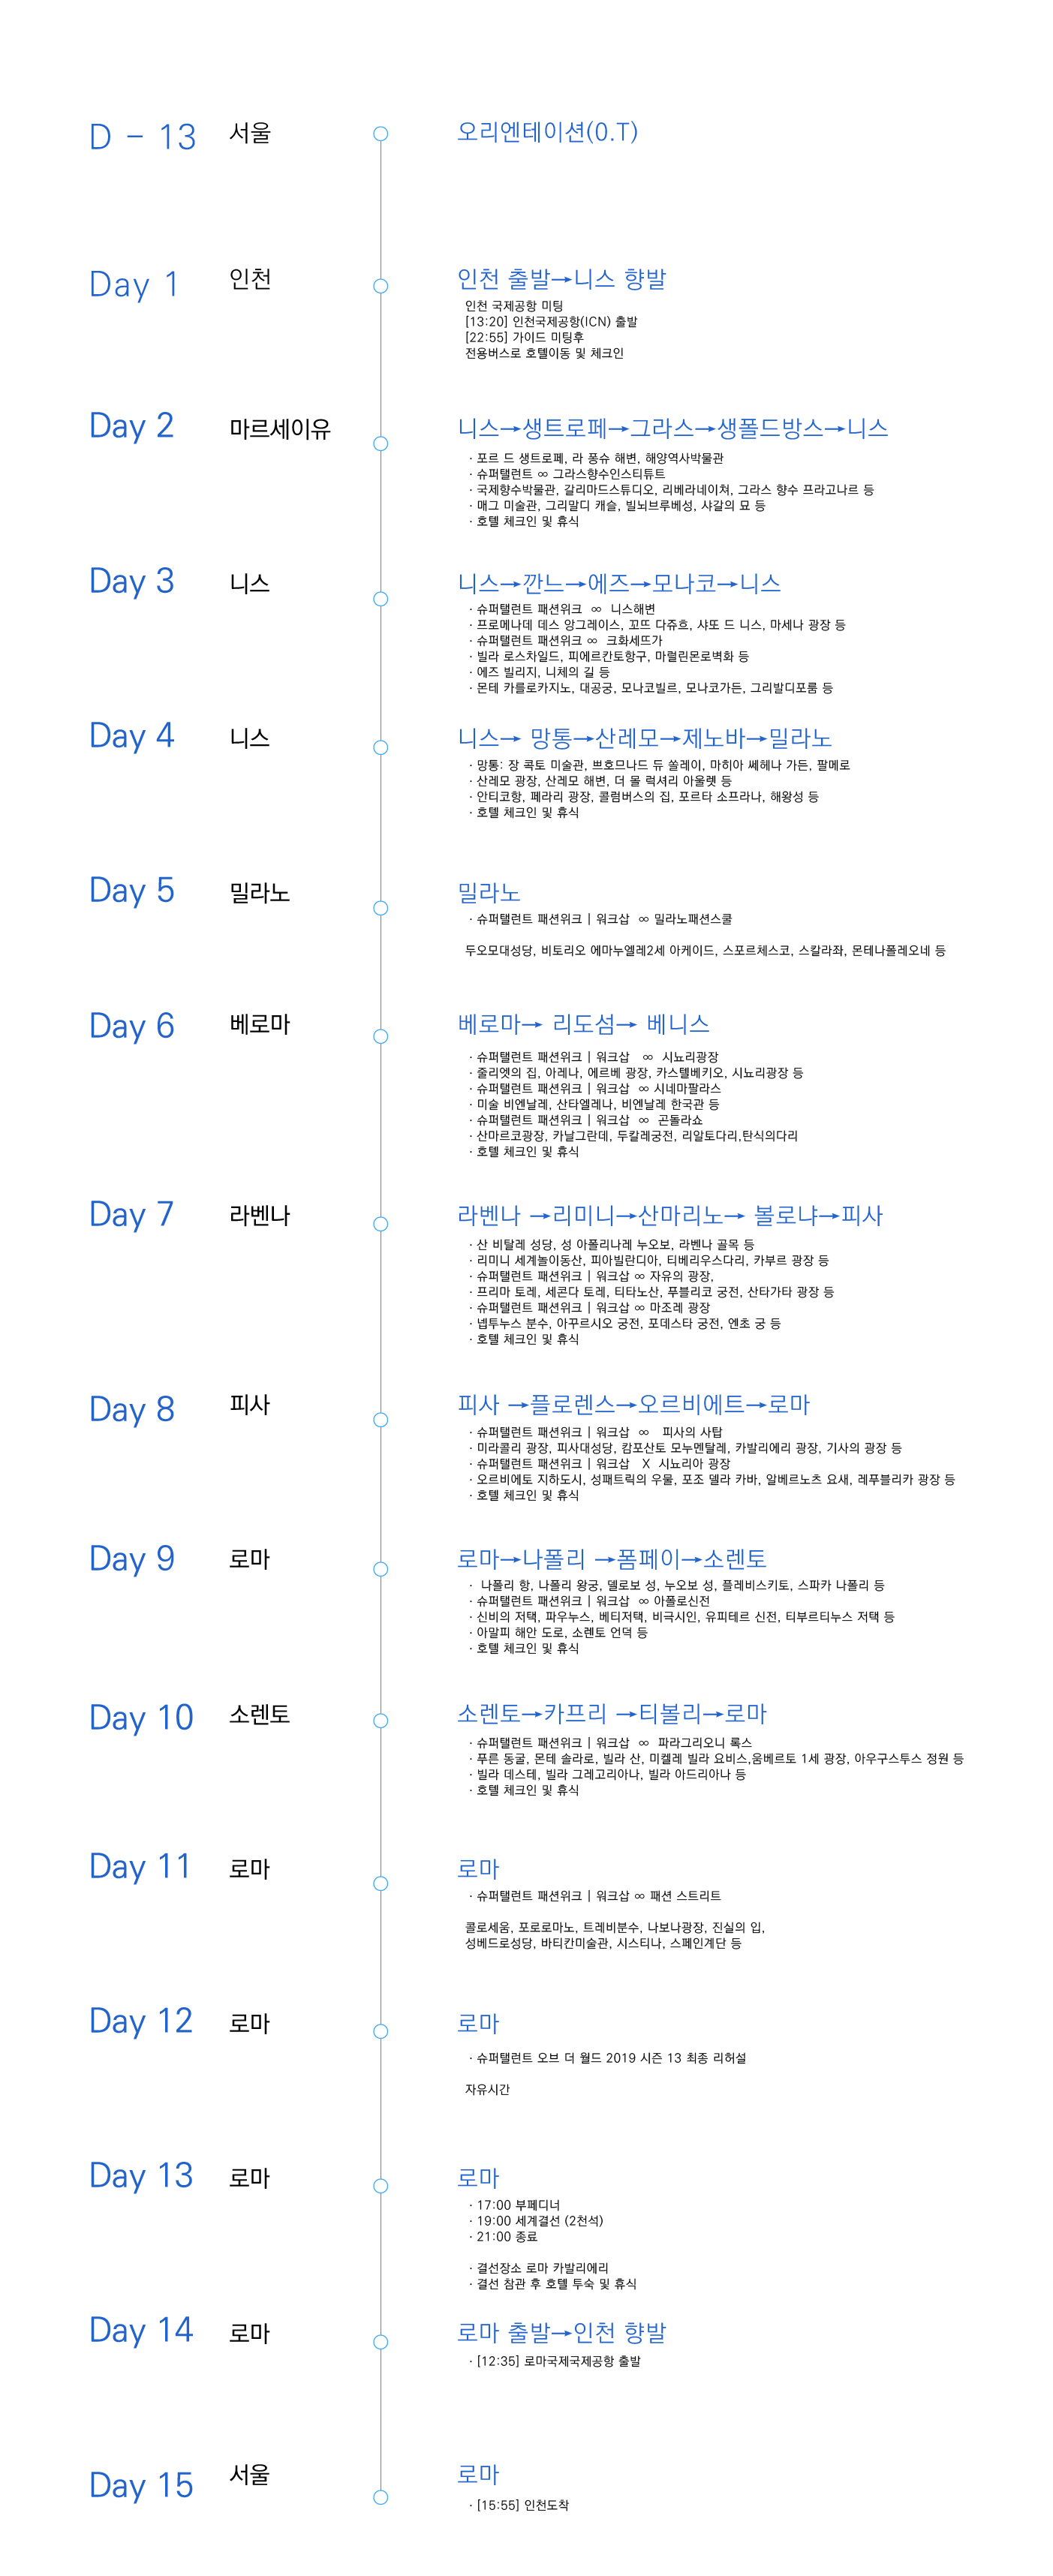 D - 13 서울 오리엔테이션(O.T)
Day 1 인천 인천 출발→니스 향발
인천 국제공항 미팅
[13:20] 인천국제공항(ICN) 출발
[22:55] 가이드 미팅후
전용버스로 호텔이동 및 체크인
Day 2 마르세이유 니스→생트로페→그라스→생폴드방스→니스
· 포르 드 생트로페, 라 퐁슈 해변, 해양역사박물관
· 슈퍼탤런트 ∞ 그라스향수인스티튜트
· 국제향수박물관, 갈리마드스튜디오, 리베라네이쳐, 그라스 향수 프라고나르 등
· 매그 미술관, 그리말디 캐슬, 빌뇌브루베성, 샤갈의 묘 등
· 호텔 체크인 및 휴식
Day 3 니스 니스→깐느→에즈→모나코→니스
· 슈퍼탤런트 패션위크 ∞ 니스해변
· 프로메나데 데스 앙그레이스, 꼬뜨 다쥬흐, 샤또 드 니스, 마세나 광장 등
· 슈퍼탤런트 패션위크 ∞ 크화세뜨가
· 빌라 로스차일드, 피에르칸토항구, 마렬린몬로벽화 등
· 에즈 빌리지, 니체의 길 등
· 몬테 카를로카지노, 대공궁, 모나코빌르, 모나코가든, 그리발디포룸 등
Day 4 니스 니스→ 망통→산레모→제노바→밀라노
· 망통: 장 콕토 미술관, 쁘호므나드 듀 쏠레이, 마히아 쎄헤나 가든, 팔메로
· 산레모 광장, 산레모 해변, 더 몰 럭셔리 아울렛 등
· 안티코항, 페라리 광장, 콜럼버스의 집, 포르타 소프라나, 해왕성 등
· 호텔 체크인 및 휴식
Day 5 밀라노 밀라노
· 슈퍼탤런트 패션위크 | 워크샵 ∞ 밀라노패션스쿨
두오모대성당, 비토리오 에마누엘레2세 아케이드, 스포르체스코, 스칼라좌, 몬테나폴레오네 등
Day 6 베로마 베로마→ 리도섬→ 베니스
· 슈퍼탤런트 패션위크 | 워크샵 ∞ 시뇨리광장
· 줄리엣의 집, 아레나, 에르베 광장, 카스텔베키오, 시뇨리광장 등
· 슈퍼탤런트 패션위크 | 워크샵 ∞ 시네마팔라스
· 미술 비엔날레, 산타엘레나, 비엔날레 한국관 등
· 슈퍼탤런트 패션위크 | 워크샵 ∞ 곤돌라쇼
· 산마르코광장, 카날그란데, 두칼레궁전, 리알토다리,탄식의다리
· 호텔 체크인 및 휴식
Day 7 라벤나 라벤나 →리미니→산마리노→ 볼로냐→피사
· 산 비탈레 성당, 성 아폴리나레 누오보, 라벤나 골목 등
· 리미니 세계놀이동산, 피아빌란디아, 티베리우스다리, 카부르 광장 등
· 슈퍼탤런트 패션위크 | 워크샵 ∞ 자유의 광장,
· 프리마 토레, 세콘다 토레, 티타노산, 푸블리코 궁전, 산타가타 광장 등
· 슈퍼탤런트 패션위크 | 워크샵 ∞ 마조레 광장
· 넵투누스 분수, 아꾸르시오 궁전, 포데스타 궁전, 엔초 궁 등
· 호텔 체크인 및 휴식
Day 8 피사 피사 →플로렌스→오르비에트→로마
· 슈퍼탤런트 패션위크 | 워크샵 ∞ 피사의 사탑
· 미라콜리 광장, 피사대성당, 캄포산토 모누멘탈레, 카발리에리 광장, 기사의 광장 등
· 슈퍼탤런트 패션위크 | 워크샵 X 시뇨리아 광장
· 오르비에토 지하도시, 성패트릭의 우물, 포조 델라 카바, 알베르노츠 요새, 레푸블리카 광장 등
· 호텔 체크인 및 휴식
Day 9 로마 로마→나폴리 →폼페이→소렌토
· 나폴리 항, 나폴리 왕궁, 델로보 성, 누오보 성, 플레비스키토, 스파카 나폴리 등
· 슈퍼탤런트 패션위크 | 워크샵 ∞ 아폴로신전
· 신비의 저택, 파우누스, 베티저택, 비극시인, 유피테르 신전, 티부르티누스 저택 등
· 아말피 해안 도로, 소렌토 언덕 등
· 호텔 체크인 및 휴식
Day 10 소렌토 소렌토→카프리 →티볼리→로마
· 슈퍼탤런트 패션위크 | 워크샵 ∞ 파라그리오니 록스
· 푸른 동굴, 몬테 솔라로, 빌라 산, 미켈레 빌라 요비스,움베르토 1세 광장, 아우구스투스 정원 등
· 빌라 데스테, 빌라 그레고리아나, 빌라 아드리아나 등
· 호텔 체크인 및 휴식
Day 11 로마 로마
· 슈퍼탤런트 패션위크 | 워크샵 ∞ 패션 스트리트
콜로세움, 포로로마노, 트레비분수, 나보나광장, 진실의 입,
성베드로성당, 바티칸미술관, 시스티나, 스페인계단 등
Day 12 로마 로마
· 슈퍼탤런트 오브 더 월드 2019 시즌 13 최종 리허설
자유시간
Day 13 로마 로마
· 17:00 부페디너
· 19:00 세계결선 (2천석)
· 21:00 종료
· 결선장소 로마 카발리에리
· 결선 참관 후 호텔 투숙 및 휴식
Day 14 로마 로마 출발→인천 향발
· [12:35] 로마국제국제공항 출발
Day 15 서울 로마
· [15:55] 인천도착